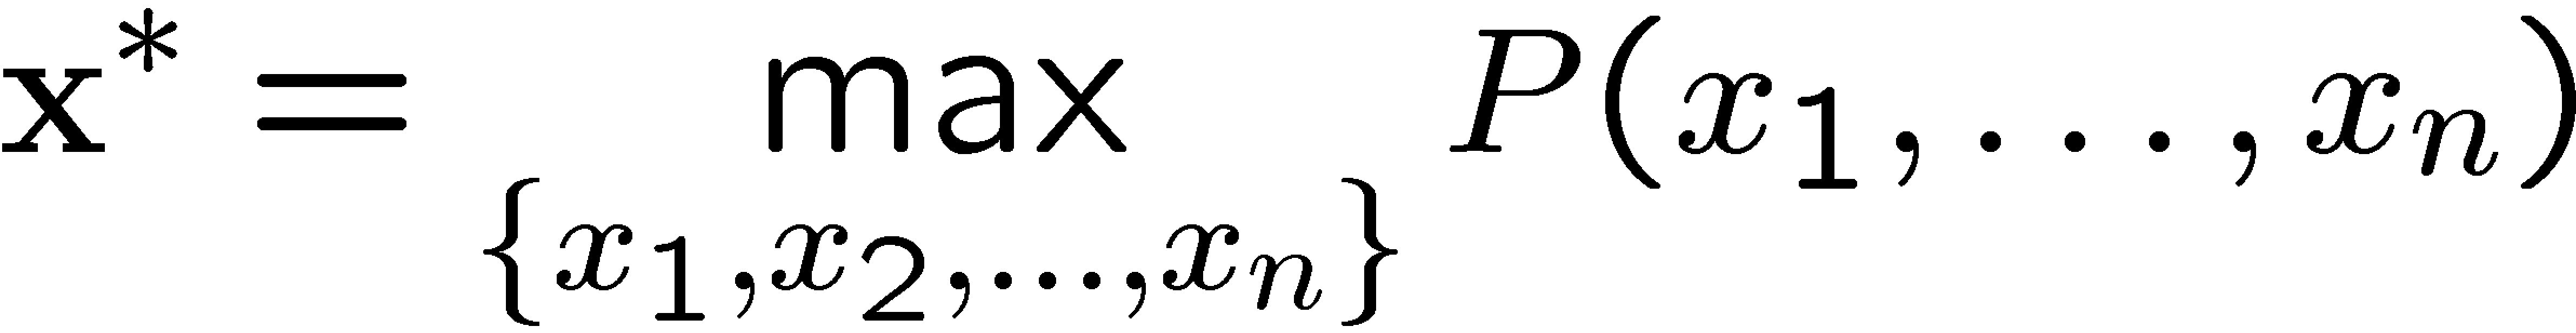 x* = max P(x₁, . . . , xₙ)
{x₁,x₂,...,xₙ}